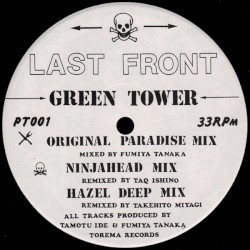 LAST FRONT
GREEN TOWER
PT001
33RPm
ORIGINAL PARADISE MIX
MIXED BY FUMIYA TANAKA
NINJAHEAD MIX
REMIXED BY TAQ ISHINO
HAZEL DEEP MIX
REMIXED BY TAKEHITO MIYAGI
ALL TRACKS PRODUCED BY
TAMOTU IDE & FUMIYA TANAKA
TOREMA RECORDS